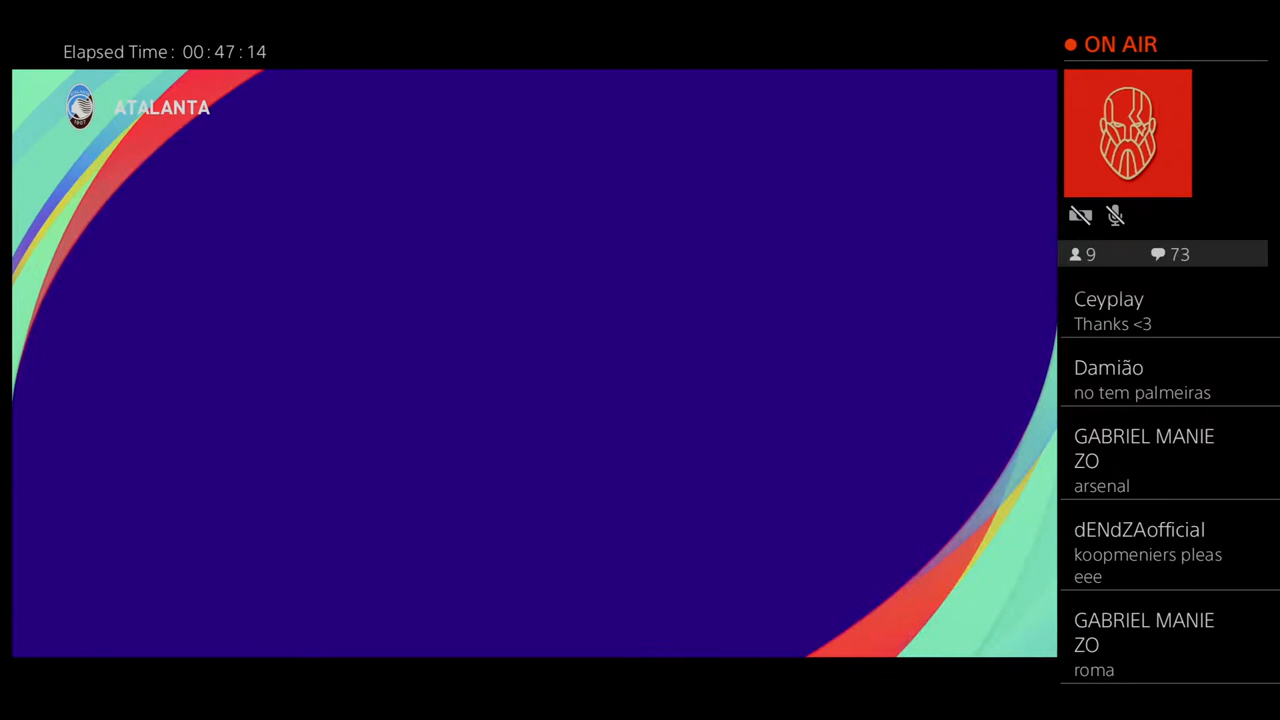 Elapsed Time: 00:47:14
ON AIR
ATALANTA
1907
9 73
Ceyplay
Thanks <3
Damião
no tem palmeiras
GABRIEL MANIE
ZO
arsenal
dENdZAofficial
koopmeniers pleas
eee
GABRIEL MANIE
ZO
roma